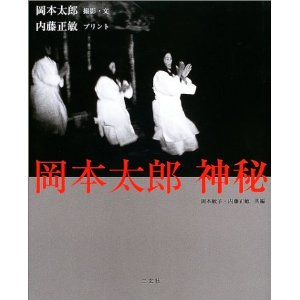 岡本太郎 撮影・文
内藤正敏 プリント
岡本太郎 神秘
岡本敏子・内藤正敏 共編
二玄社